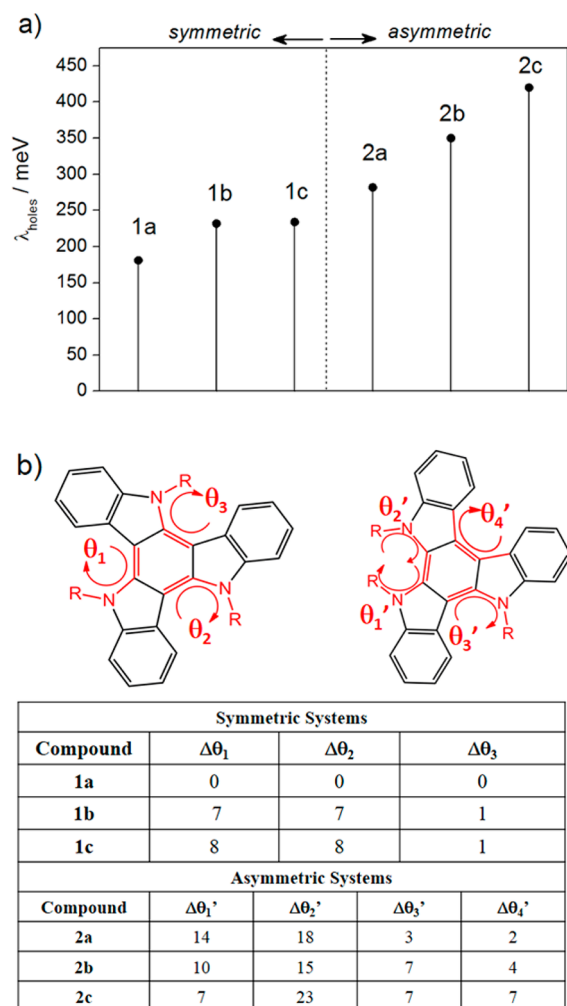 a)
symmetric asymmetric
λholes / meV
450
400
350
300
250
200
150
100
50
0
1a
1b
1c
2a
2b
2c
b)
R
N
θ3
θ1
R
N
θ2
N
R
θ2'
N
R
θ4'
R
N
θ1'
θ3'
N
R
Symmetric Systems
Compound Δθ1 Δθ2 Δθ3
1a 0 0 0
1b 7 7 1
1c 8 8 1
Asymmetric Systems
Compound Δθ1' Δθ2' Δθ3' Δθ4'
2a 14 18 3 2
2b 10 15 7 4
2c 7 23 7 7